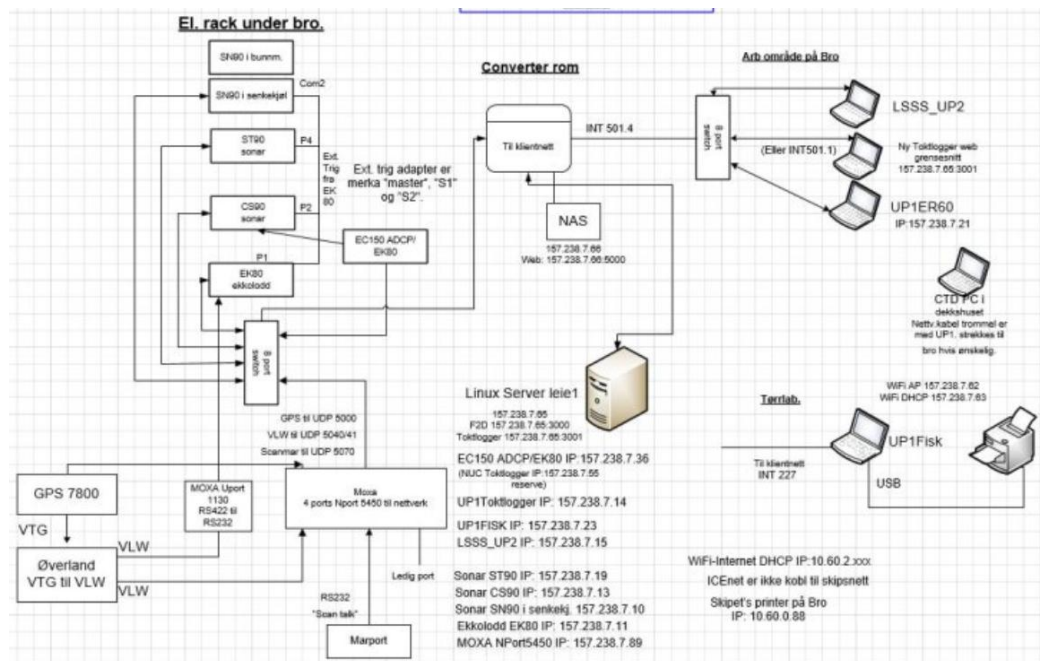 El. rack under bro.
SN90 i bunnm.
SN90 i senkekjøl
Com2
ST90
sonar
P4
Ext.
Trig
fra
EK
80
Ext. trig adapter er
merka "master", "S1"
og "S2".
CS90
sonar
P2
EC150 ADCP/
EK80
P1
EK80
ekkolodd
8 port
switch
GPS til UDP 5000
VLW til UDP 5040/41
Scanmar til UDP 5070
GPS 7800
VTG
Øverland
VTG til VLW
VLW
VLW
MOXA Uport
1130
RS422 til
RS232
Moxa
4 ports Nport 5450 til nettverk
Ledig port
RS232
"Scan talk"
Marport
Converter rom
Til klientnett
INT 501.4
NAS
157.238.7.66
Web: 157.238.7.66:5000
Linux Server leie1
157.238.7.65
F2D 157.238.7.65:3000
Toktlogger 157.238.7.65:3001
EC150 ADCP/EK80 IP:157.238.7.36
(NUC Toktlogger IP:157.238.7.55
reserve)
UP1Toktlogger IP: 157.238.7.14
UP1FISK IP: 157.238.7.23
LSSS_UP2 IP: 157.238.7.15
Sonar ST90 IP: 157.238.7.19
Sonar CS90 IP: 157.238.7.13
Sonar SN90 i senkekj. 157.238.7.10
Ekkolodd EK80 IP: 157.238.7.11
MOXA NPort5450 IP: 157.238.7.89
Arb område på Bro
8 port
switch
LSSS_UP2
(Eller INT501.1)
Ny Toktlogger web
grensesnitt
157.238.7.65:3001
UP1ER60
IP:157.238.7.21
CTD PC i
dekkshuset
Nettv.kabel trommel er
med UP1. strekkes til
bro hvis ønskelig.
WiFi AP 157.238.7.62
WiFi DHCP 157.238.7.63
Tørrlab.
UP1Fisk
Til klientnett
INT 227
USB
WiFi-Internet DHCP IP:10.60.2.xxx
ICEnet er ikke kobl til skipsnett
Skipet's printer på Bro
IP: 10.60.0.88